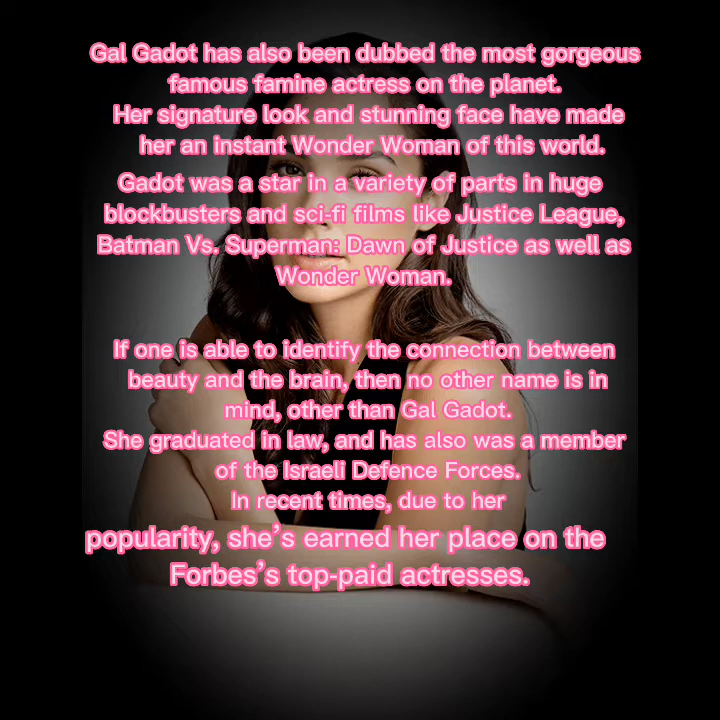 Gal Gadot has also been dubbed the most gorgeous
famous famine actress on the planet.
Her signature look and stunning face have made
her an instant Wonder Woman of this world.
Gadot was a star in a variety of parts in huge
blockbusters and sci-fi films like Justice League,
Batman Vs. Superman: Dawn of Justice as well as
Wonder Woman.
If one is able to identify the connection between
beauty and the brain, then no other name is in
mind, other than Gal Gadot.
She graduated in law, and has also was a member
of the Israeli Defence Forces.
In recent times, due to her
popularity, she’s earned her place on the
Forbes’s top-paid actresses.